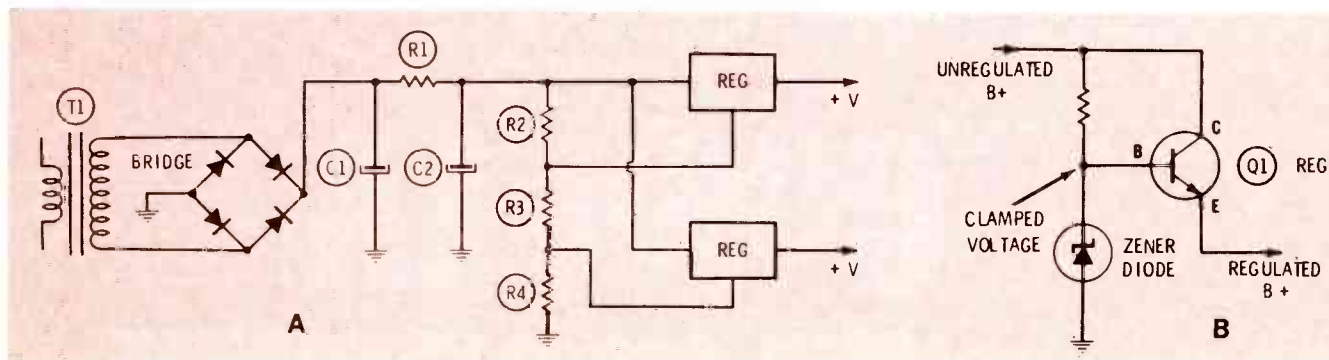 T1
BRIDGE
R1
C1
C2
R2
R3
R4
REG
+ V
REG
+ V
A
UNREGULATED
B+
B
C
E
Q1
REG
CLAMPED
VOLTAGE
ZENER
DIODE
REGULATED
B +
B